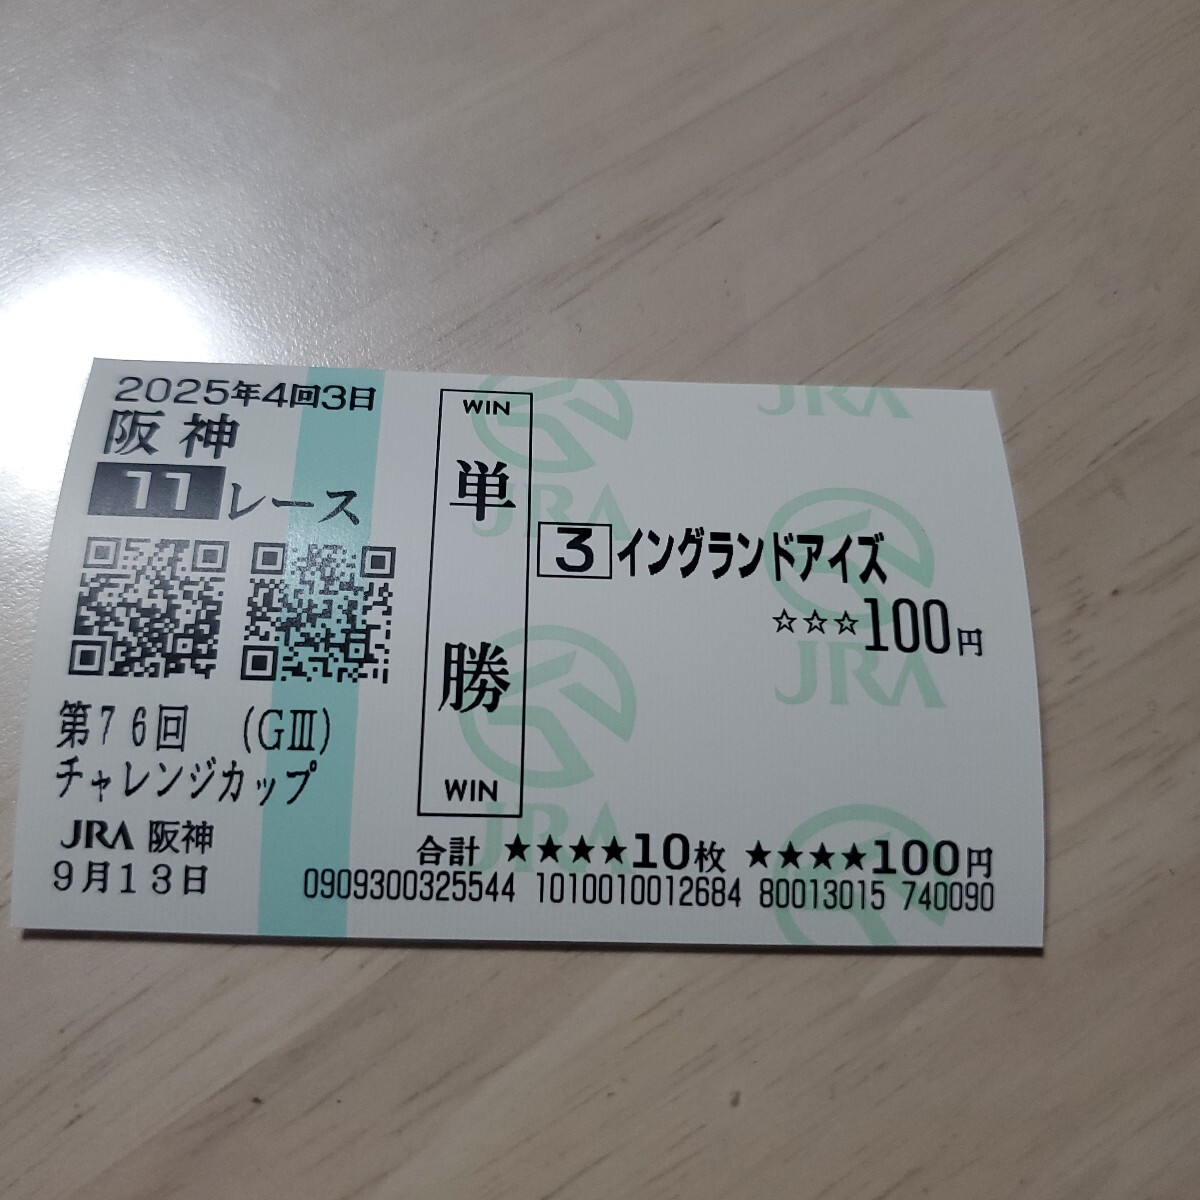 2025年4回3日
阪神
11レース
第76回 (GⅢ)
チャレンジカップ
JRA 阪神
9月13日
WIN
単勝
WIN
3 イングランドアイズ
☆☆☆100円
合計 ★★★★10枚 ★★★★100円
0909300325544 1010010012684 80013015 740090
JRA
JRA
JRA
JRA